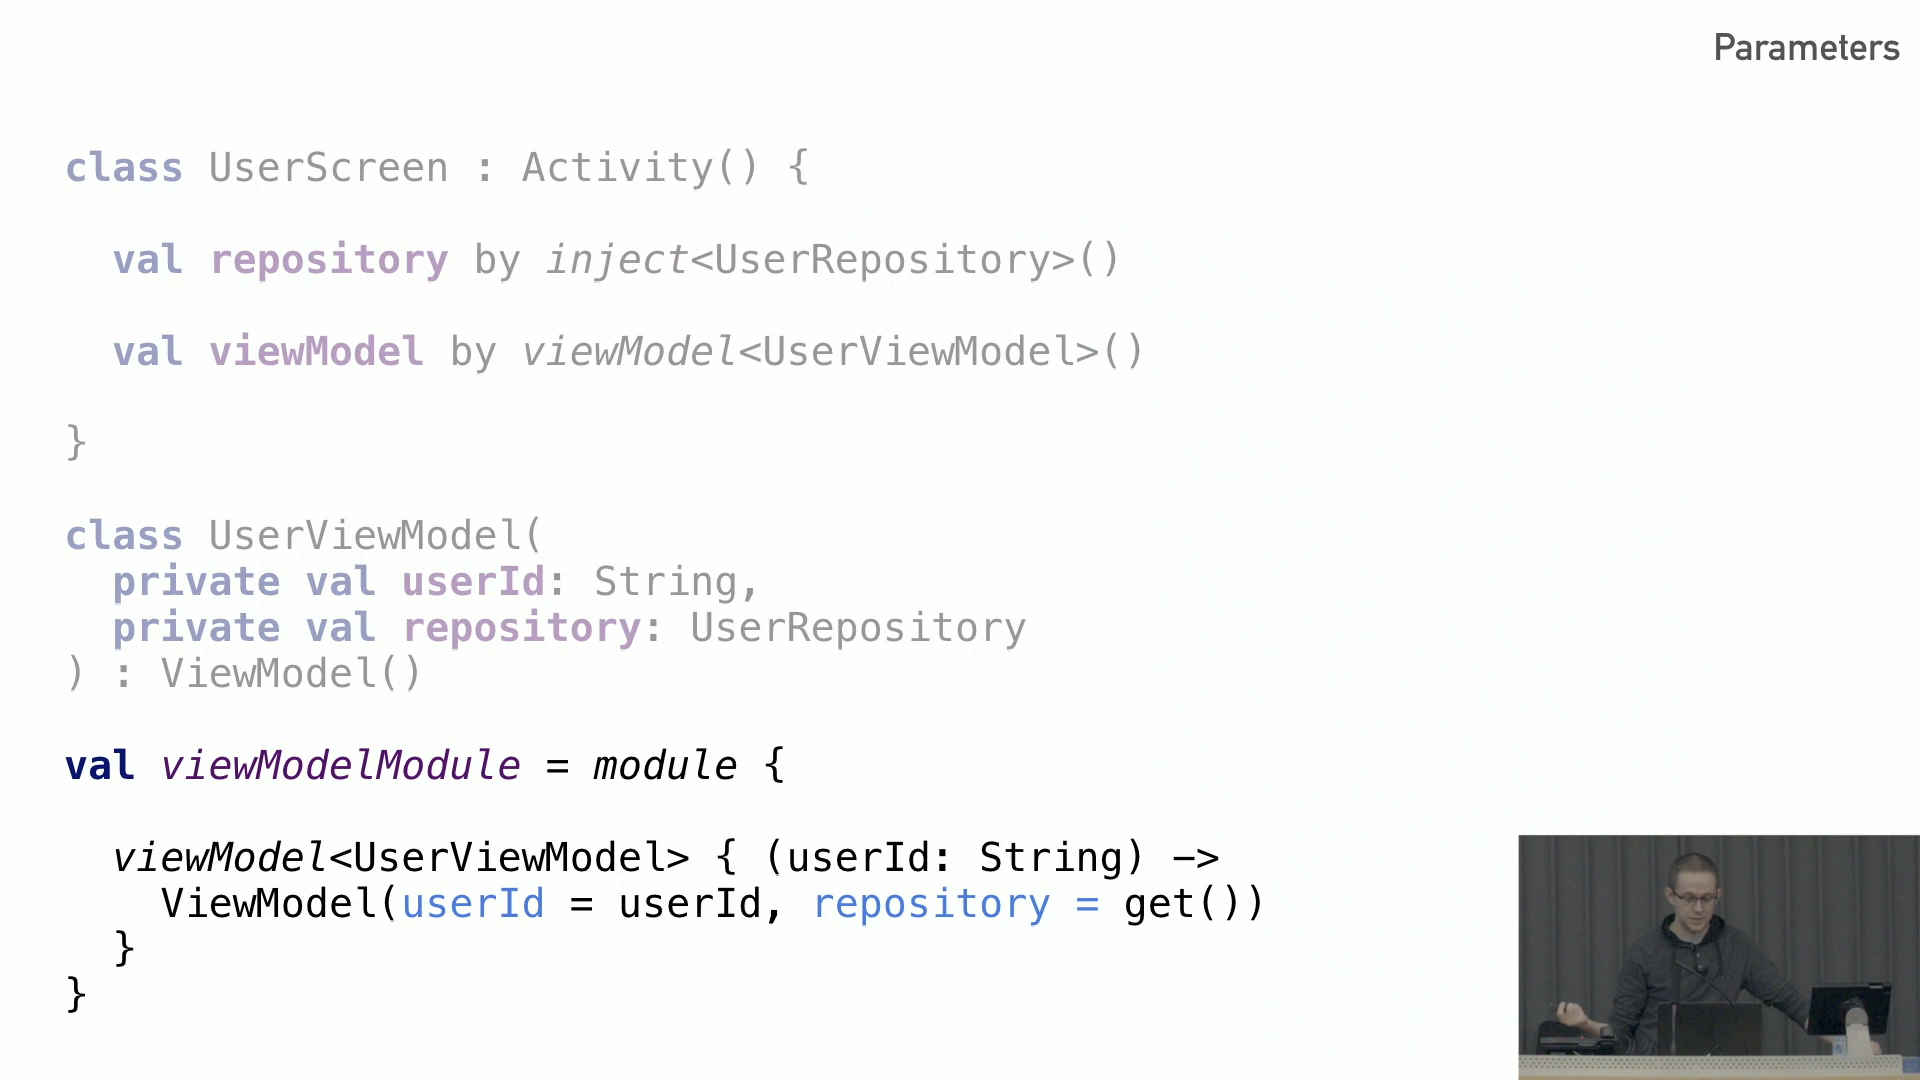 Parameters
class UserScreen : Activity() {
val repository by inject<UserRepository>()
val viewModel by viewModel<UserViewModel>()
}
class UserViewModel(
private val userId: String,
private val repository: UserRepository
) : ViewModel()
val viewModelModule = module {
viewModel<UserViewModel> { (userId: String) ->
ViewModel(userId = userId, repository = get())
}
}